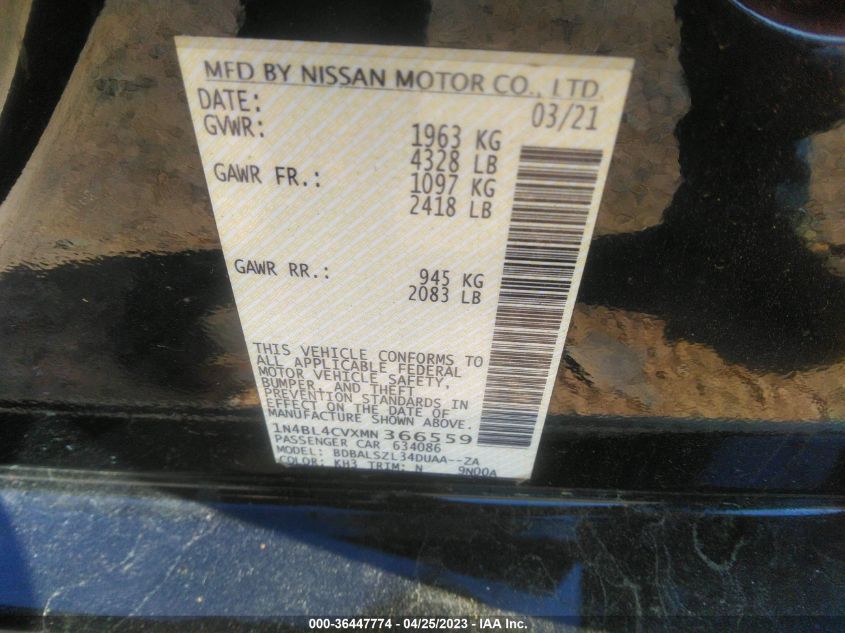 MFD BY NISSAN MOTOR CO., LTD.
DATE: 03/21
GVWR: 1963 KG
4328 LB
GAWR FR.: 1097 KG
2418 LB
GAWR RR.: 945 KG
2083 LB
THIS VEHICLE CONFORMS TO
ALL APPLICABLE FEDERAL
MOTOR VEHICLE SAFETY,
BUMPER, AND THEFT
PREVENTION STANDARDS IN
EFFECT ON THE DATE OF
MANUFACTURE SHOWN ABOVE.
1N4BL4CVXMN366559
PASSENGER CAR 634086
MODEL: BDBALSZL34DUAA--ZA
COLOR: KH3 TRIM: N 9N00A
000-36447774 / 04/25/2023 - © IAA Inc.